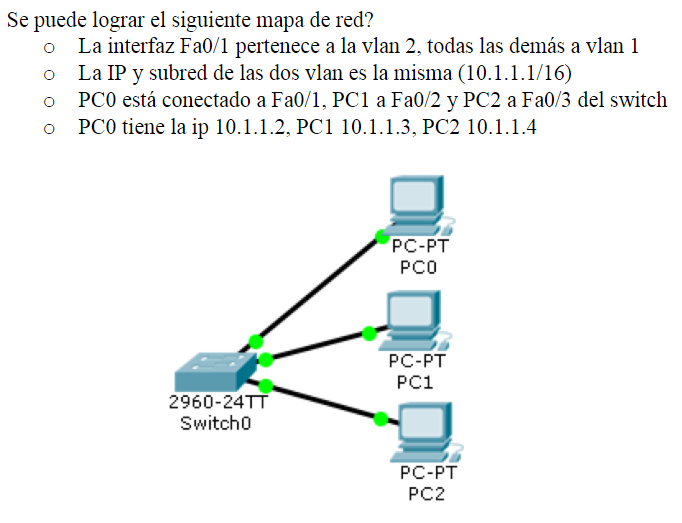 Se puede lograr el siguiente mapa de red?
o La interfaz Fa0/1 pertenece a la vlan 2, todas las demás a vlan 1
o La IP y subred de las dos vlan es la misma (10.1.1.1/16)
o PC0 está conectado a Fa0/1, PC1 a Fa0/2 y PC2 a Fa0/3 del switch
o PC0 tiene la ip 10.1.1.2, PC1 10.1.1.3, PC2 10.1.1.4
PC-PT
PC0
PC-PT
PC1
2960-24TT
Switch0
PC-PT
PC2